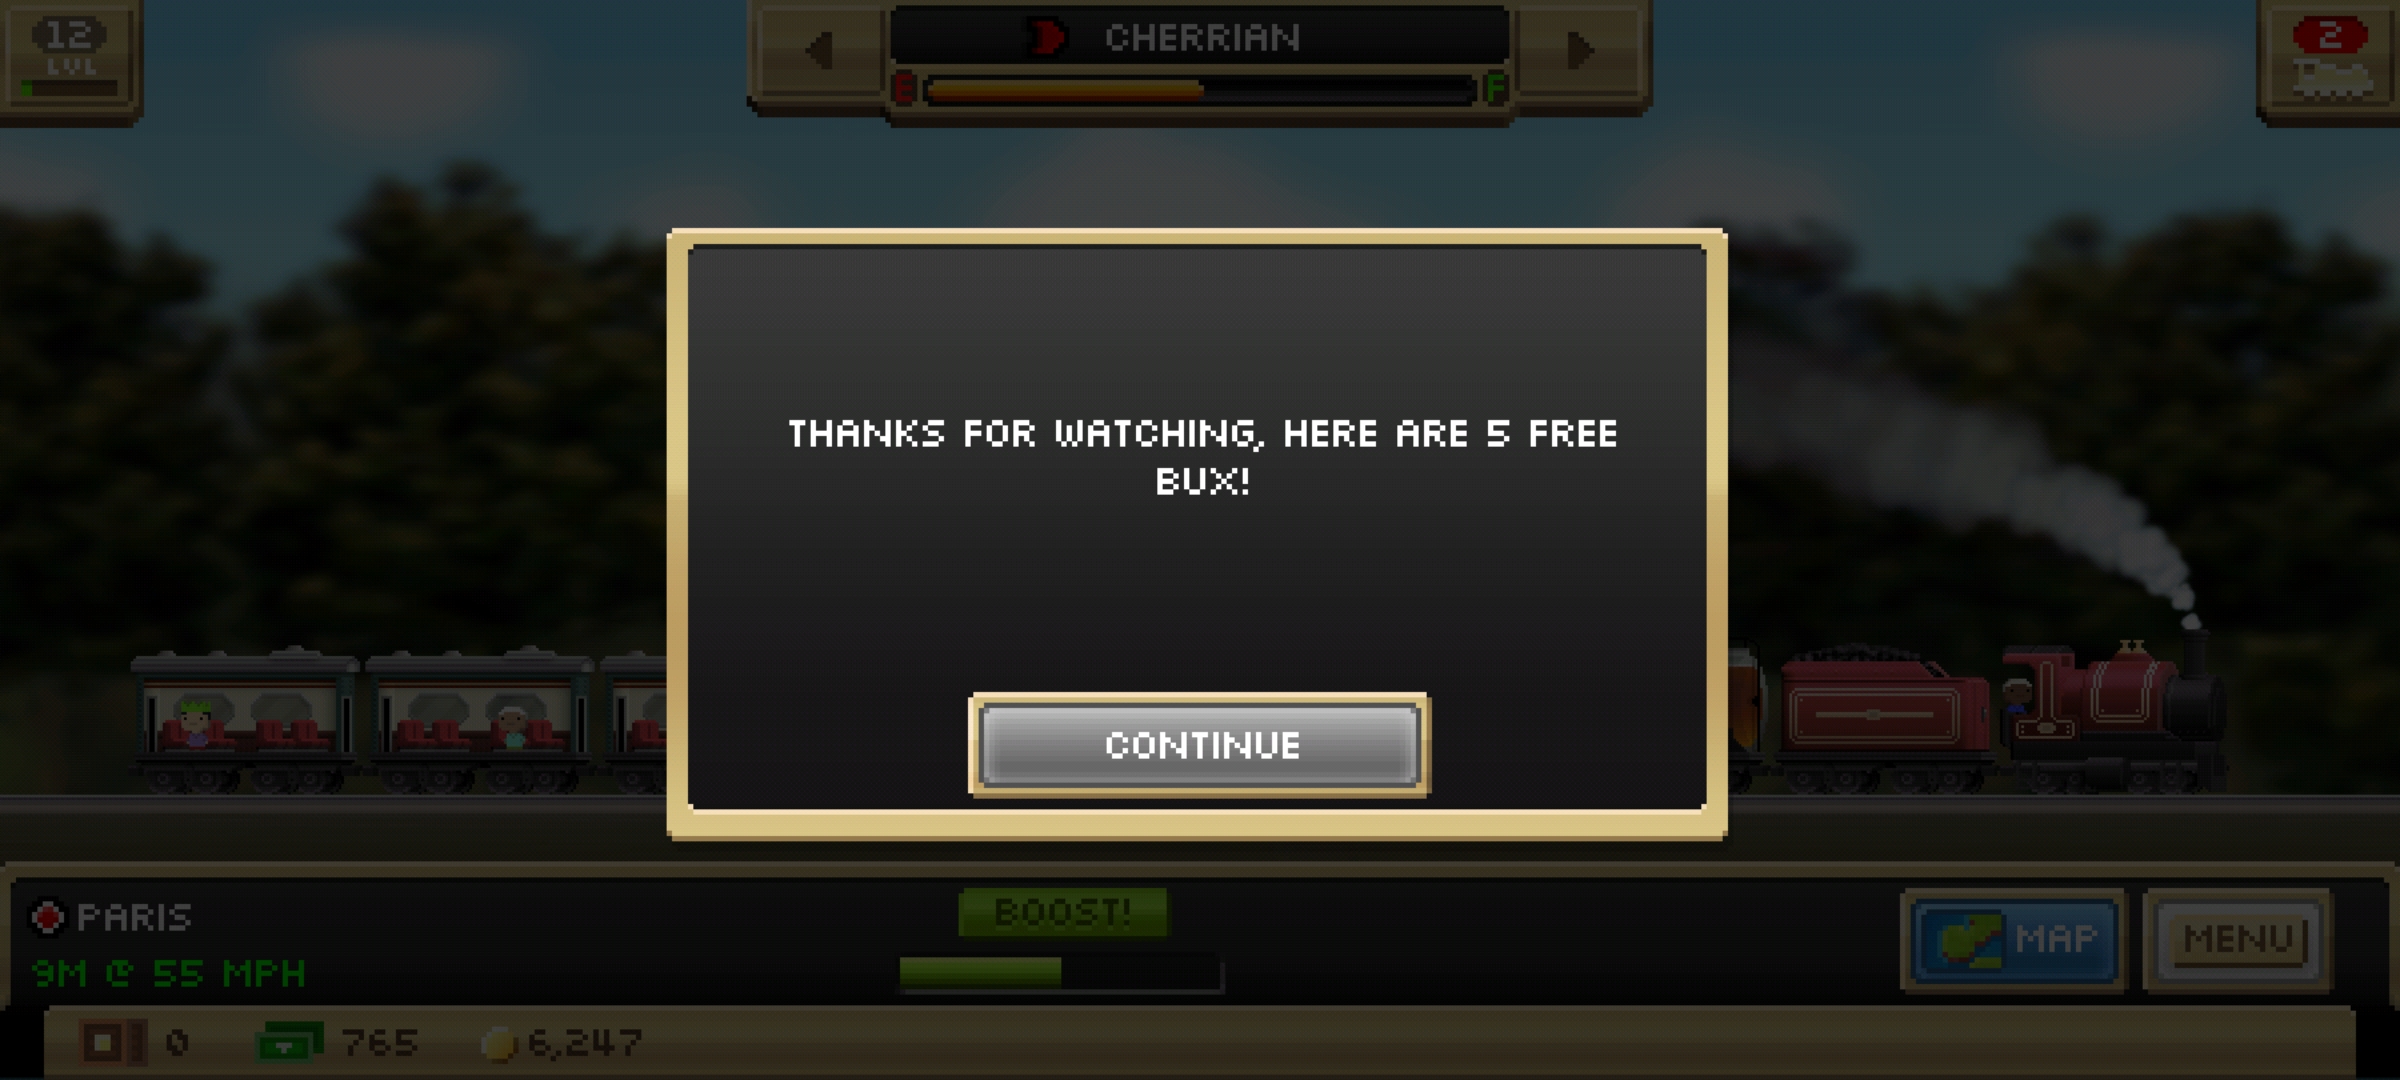 12
LVL
CHERRIAN
E
F
2
THANKS FOR WATCHING, HERE ARE 5 FREE
BUX!
CONTINUE
PARIS
9M @ 55 MPH
BOOST!
MAP
MENU
0
765
6,247